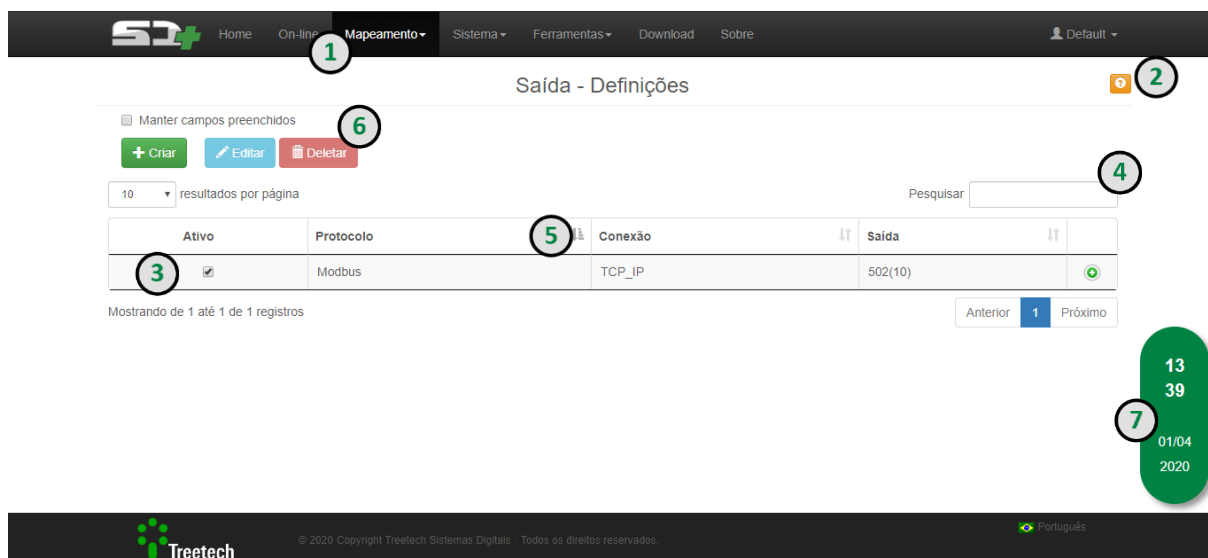 SD+ Home On-line Mapeamento Sistema Ferramentas Download Sobre Default
1
Saída - Definições
2
Manter campos preenchidos
6
Criar Editar Deletar
4
10 resultados por página Pesquisar
Ativo Protocolo 5 Conexão Saida
3 Modbus TCP_IP 502(10)
Mostrando de 1 até 1 de 1 registros Anterior 1 Próximo
13
39
7
01/04
2020
Português
© 2020 Copyright Treetech Sistemas Digitais - Todos os direitos reservados.
Treetech